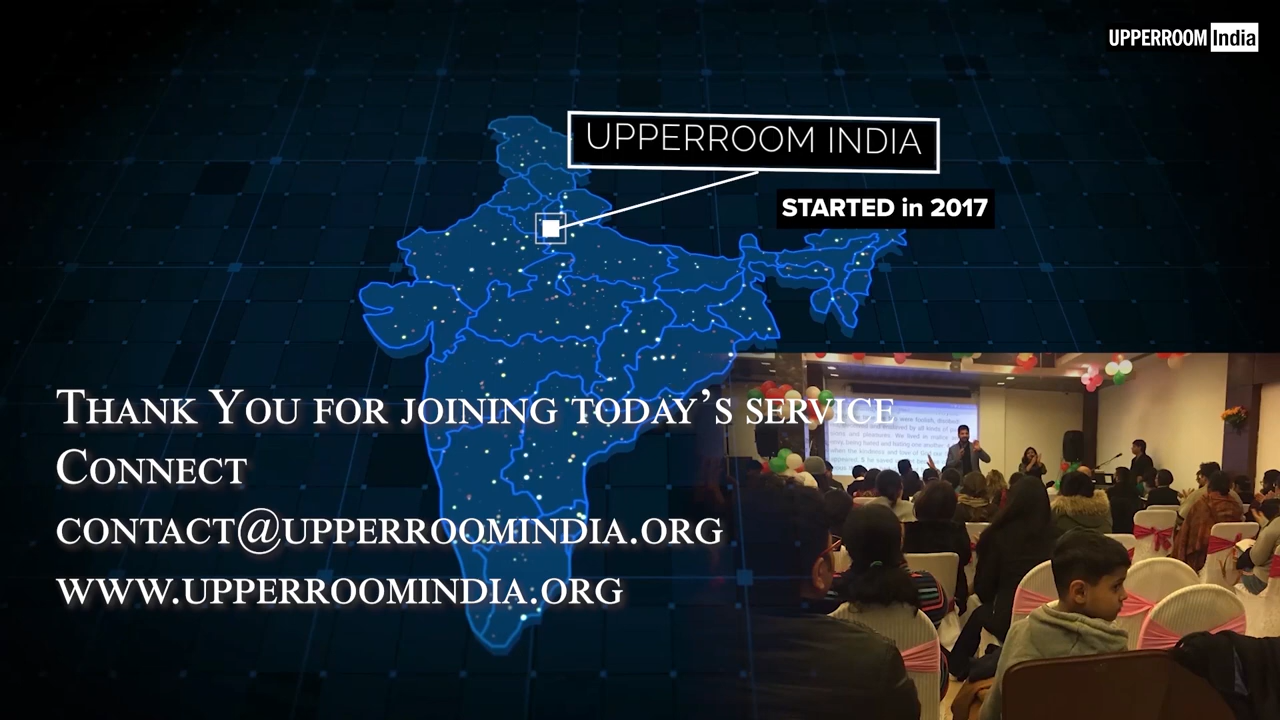 UPPERROOM India
UPPERROOM INDIA
STARTED in 2017
THANK YOU FOR JOINING TODAY'S SERVICE
CONNECT
CONTACT@UPPERROOMINDIA.ORG
WWW.UPPERROOMINDIA.ORG